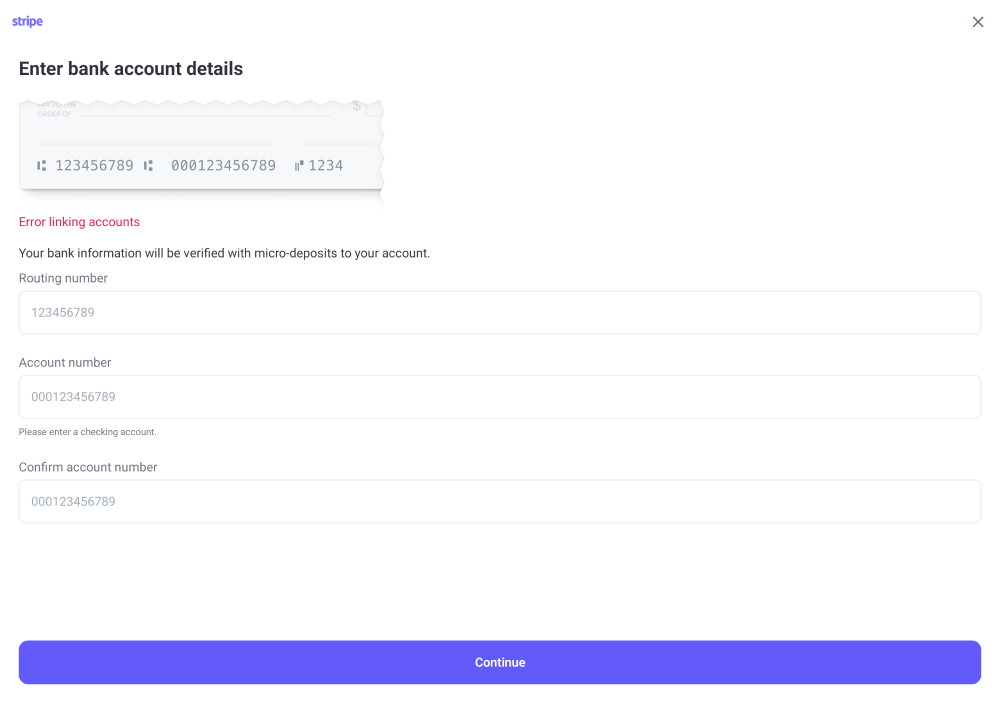 stripe
Enter bank account details
PAY TO THE
ORDER OF
$
⑆ 123456789 ⑆ 000123456789 ⑈ 1234
Error linking accounts
Your bank information will be verified with micro-deposits to your account.
Routing number
123456789
Account number
000123456789
Please enter a checking account.
Confirm account number
000123456789
Continue